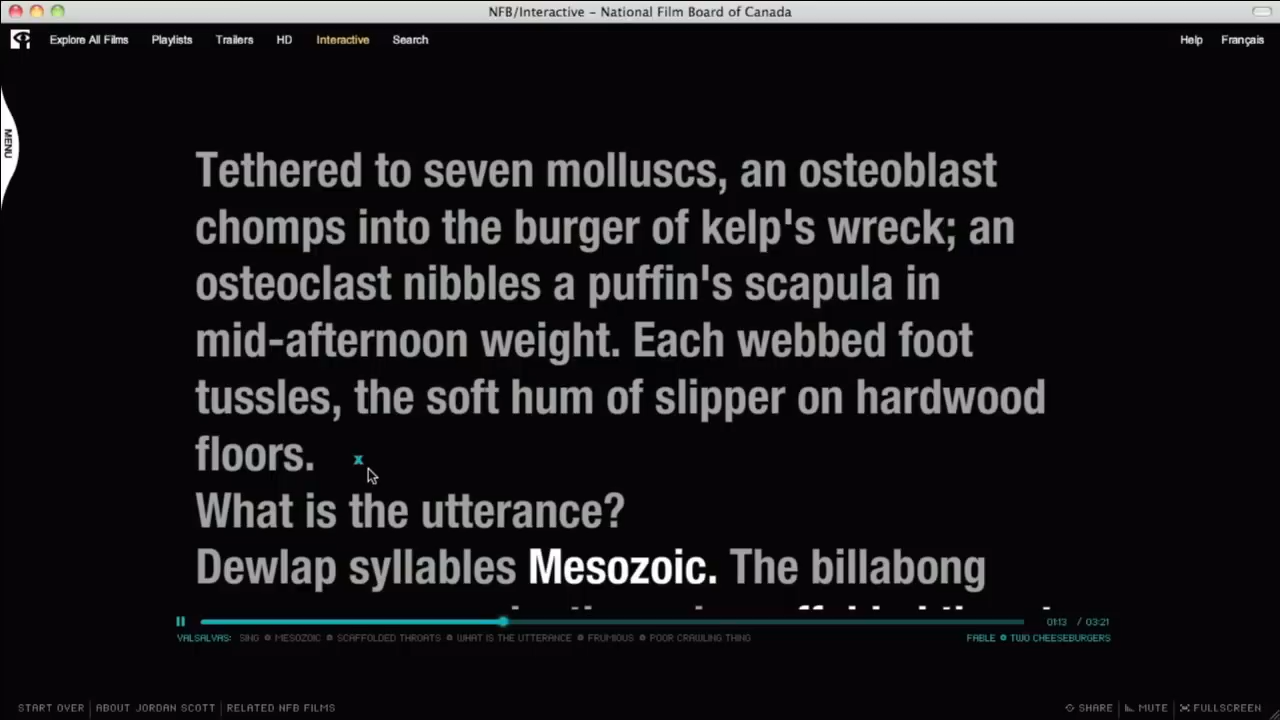 NFB/Interactive – National Film Board of Canada
Explore All Films Playlists Trailers HD Interactive Search Help Français
MENU
Tethered to seven molluscs, an osteoblast
chomps into the burger of kelp's wreck; an
osteoclast nibbles a puffin's scapula in
mid-afternoon weight. Each webbed foot
tussles, the soft hum of slipper on hardwood
floors. x
What is the utterance?
Dewlap syllables Mesozoic. The billabong
01:13 / 03:21
VALSALVAS: SING MESOZOIC SCAFFOLDED THROATS WHAT IS THE UTTERANCE FRUMIOUS POOR CRAWLING THING FABLE TWO CHEESEBURGERS
START OVER ABOUT JORDAN SCOTT RELATED NFB FILMS SHARE MUTE FULLSCREEN